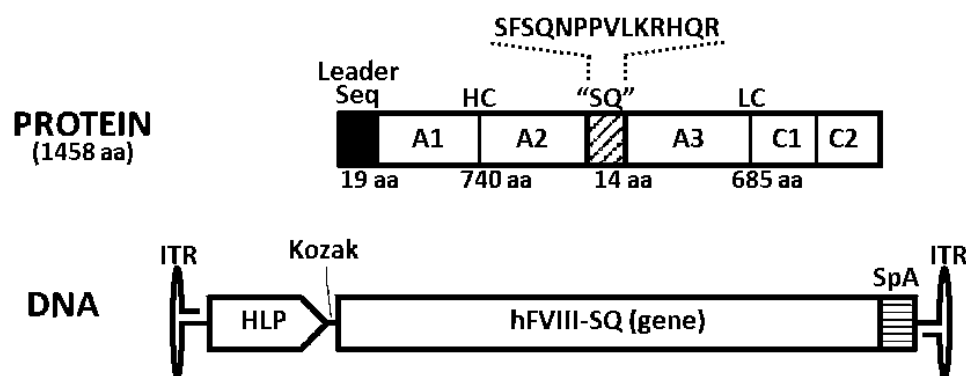 SFSQNPPVLKRHQR
Leader
Seq
HC
“SQ”
LC
PROTEIN
(1458 aa)
A1
A2
A3
C1
C2
19 aa
740 aa
14 aa
685 aa
ITR
Kozak
ITR
SpA
DNA
HLP
hFVIII-SQ (gene)